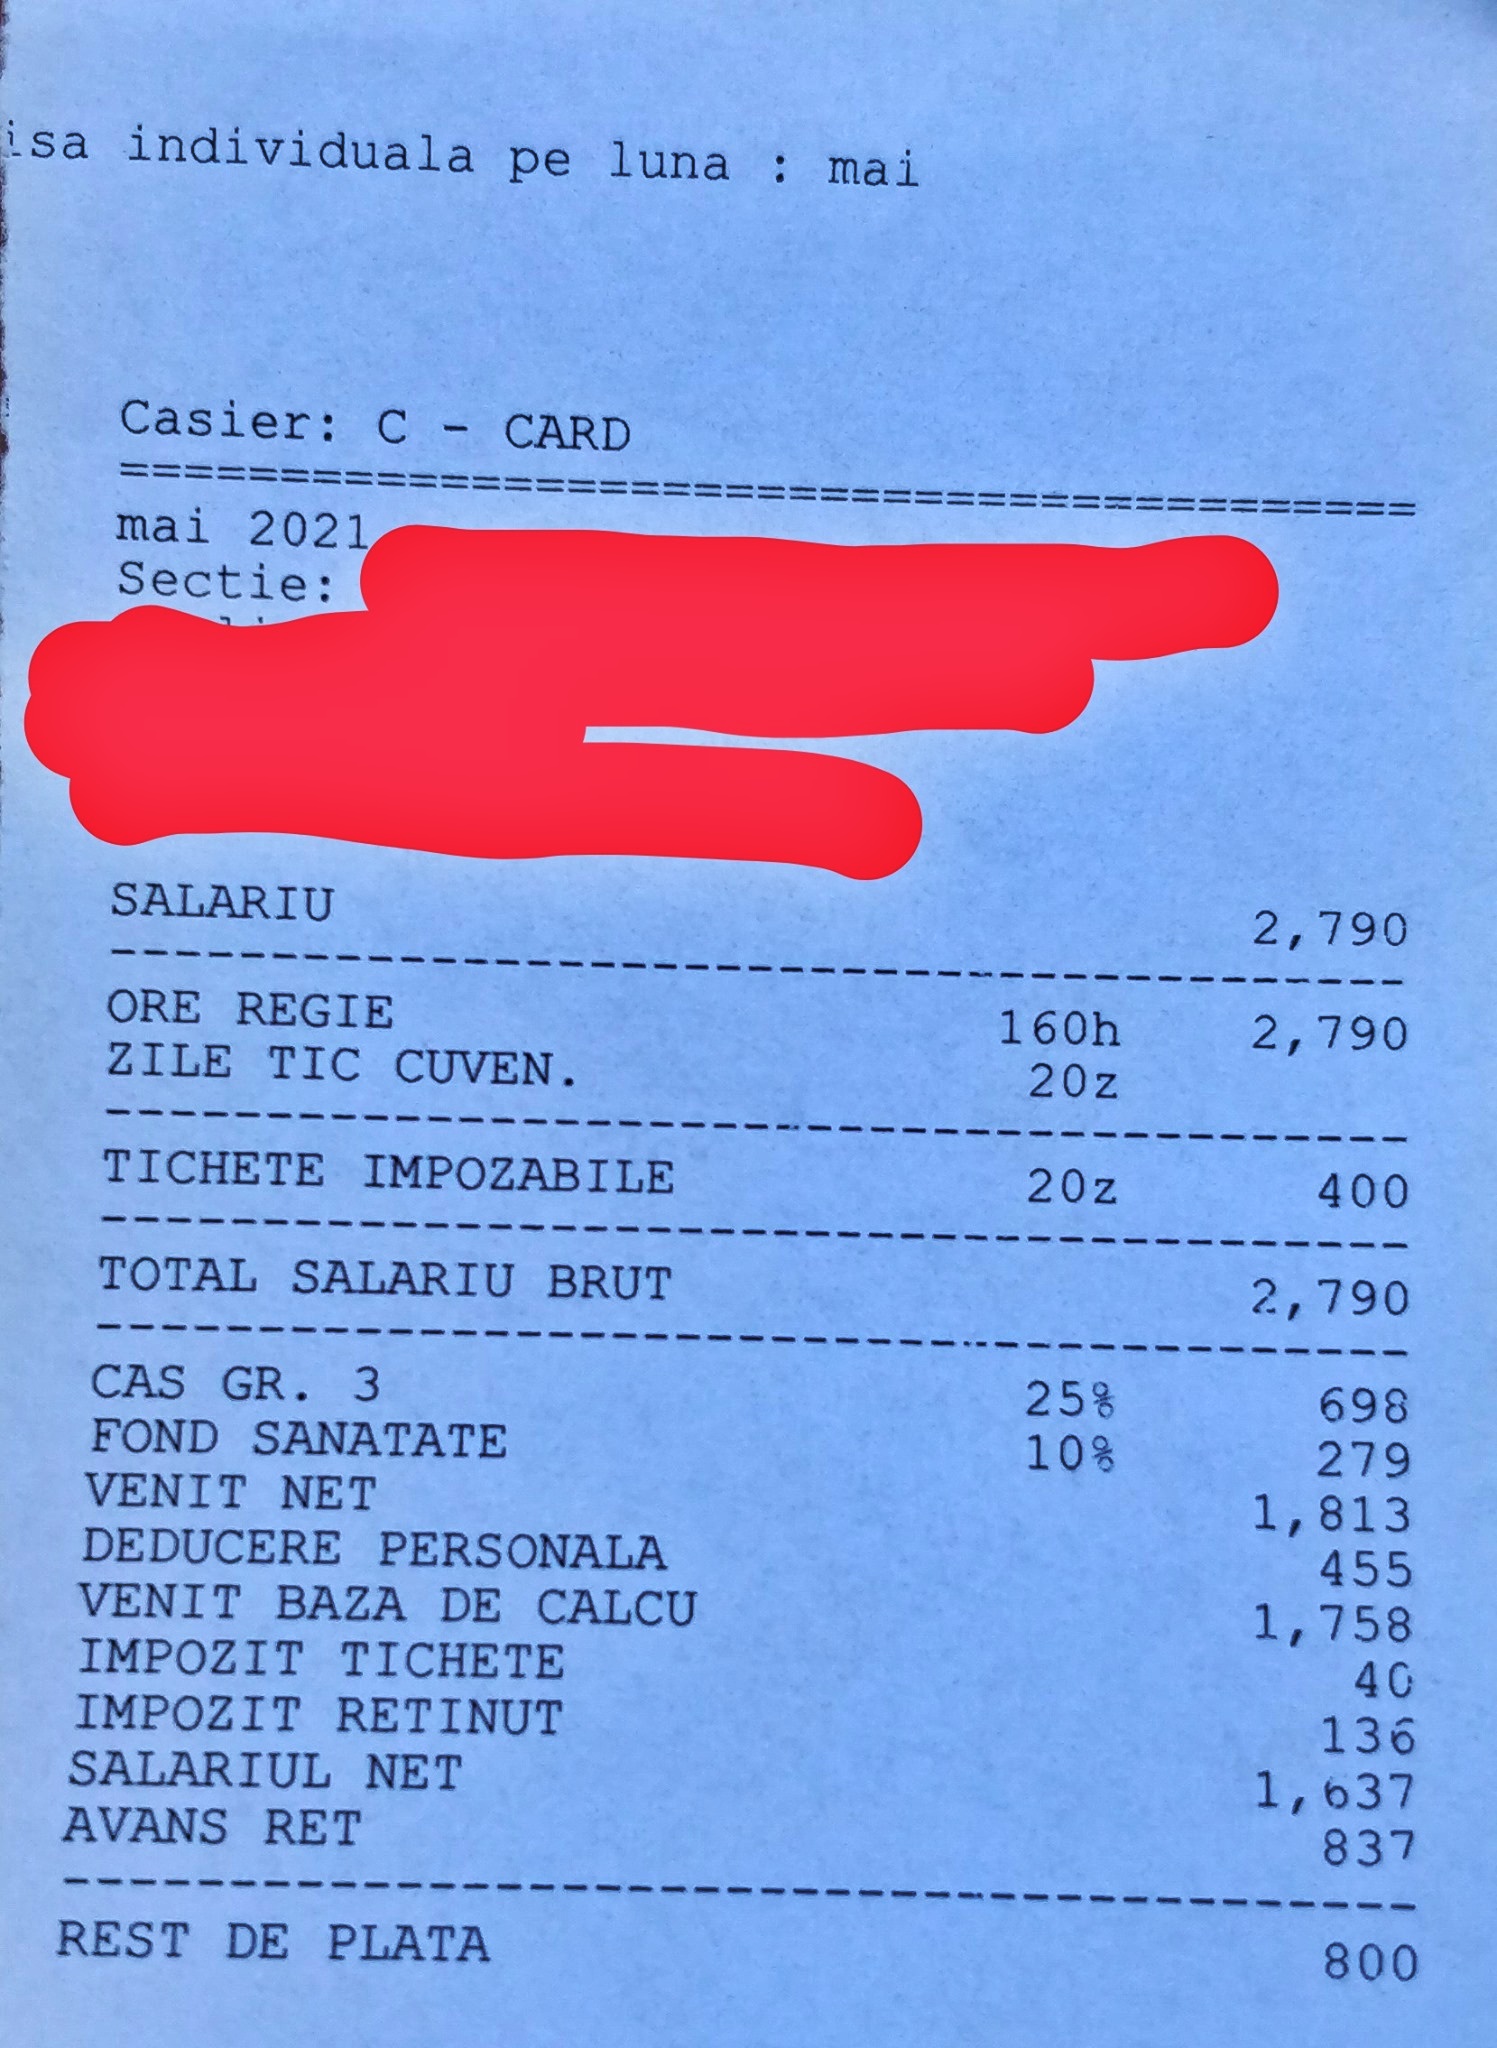 isa individuala pe luna : mai
Casier: C - CARD
=========================================
mai 2021
Sectie:
SALARIU 2,790
-----------------------------------------
ORE REGIE 160h 2,790
ZILE TIC CUVEN. 20z
-----------------------------------------
TICHETE IMPOZABILE 20z 400
-----------------------------------------
TOTAL SALARIU BRUT 2,790
-----------------------------------------
CAS GR. 3 25% 698
FOND SANATATE 10% 279
VENIT NET 1,813
DEDUCERE PERSONALA 455
VENIT BAZA DE CALCU 1,758
IMPOZIT TICHETE 40
IMPOZIT RETINUT 136
SALARIUL NET 1,637
AVANS RET 837
-----------------------------------------
REST DE PLATA 800